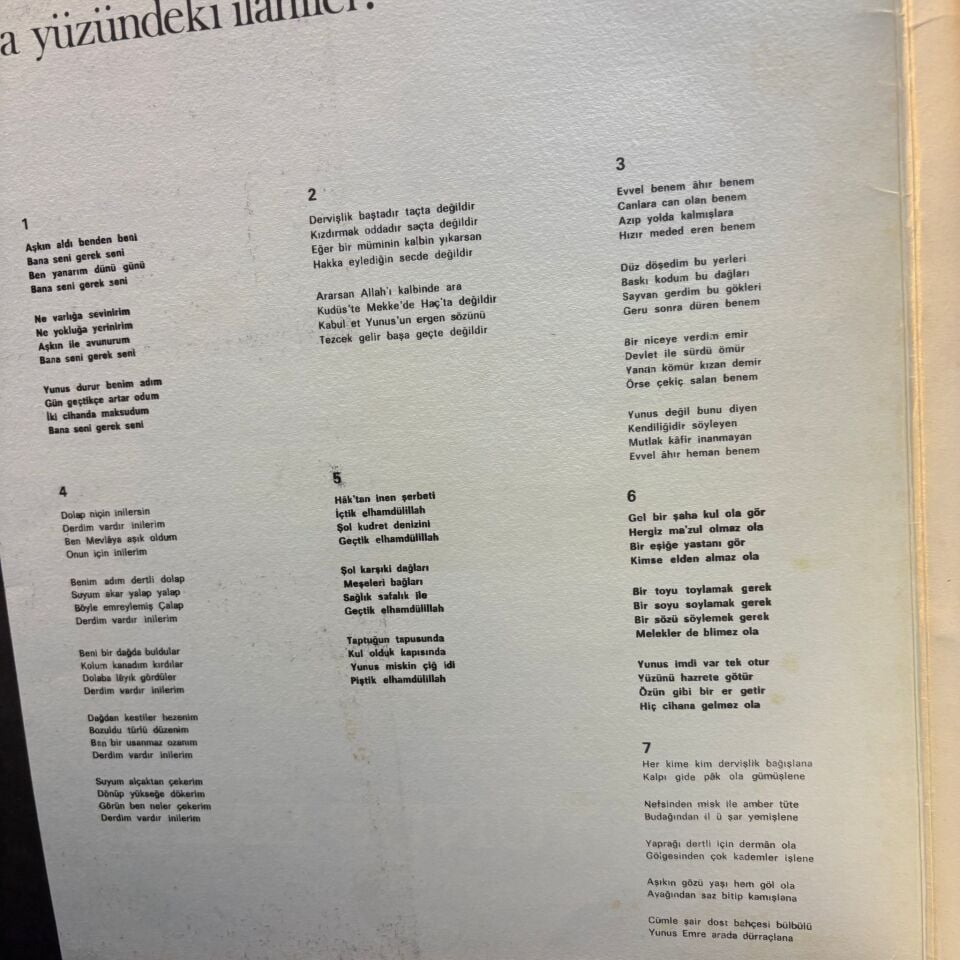 a yüzündeki ilahiler:
1
Aşkın aldı benden beni
Bana seni gerek seni
Ben yanarım dünü günü
Bana seni gerek seni
Ne varlığa sevinirim
Ne yokluğa yerinirim
Aşkın ile avunurum
Bana seni gerek seni
Yunus durur benim adım
Gün geçtikçe artar odum
İki cihanda maksudum
Bana seni gerek seni
2
Dervişlik baştadır taçta değildir
Kızdırmak oddadır saçta değildir
Eğer bir müminin kalbin yıkarsan
Hakka eylediğin secde değildir
Ararsan Allah'ı kalbinde ara
Kudüs'te Mekke'de Haç'ta değildir
Kabul et Yunus'un ergen sözünü
Tezcek gelir başa geçte değildir
3
Evvel benem âhır benem
Canlara can olan benem
Azıp yolda kalmışlara
Hızır meded eren benem
Düz döşedim bu yerleri
Baskı kodum bu dağları
Sayvan gerdim bu gökleri
Geru sonra düren benem
Bir niceye verdim emir
Devlet ile sürdü ömür
Yanan kömür kızan demir
Örse çekiç salan benem
Yunus değil bunu diyen
Kendiliğidir söyleyen
Mutlak kâfir inanmayan
Evvel âhır heman benem
4
Dolap niçin inilersin
Derdim vardır inilerim
Ben Mevlâya aşık oldum
Onun için inilerim
Benim adım dertli dolap
Suyum akar yalap yalap
Böyle emreylemiş Çalap
Derdim vardır inilerim
Beni bir dağda buldular
Kolum kanadım kırdılar
Dolaba lâyık gördüler
Derdim vardır inilerim
Dağdan kestiler hezenim
Bozuldu türlü düzenim
Ben bir usanmaz ozanım
Derdim vardır inilerim
Suyum alçaktan çekerim
Dönüp yükseğe dökerim
Görün ben neler çekerim
Derdim vardır inilerim
5
Hâk'tan inen şerbeti
İçtik elhamdülillah
Şol kudret denizini
Geçtik elhamdülillah
Şol karşıki dağları
Meşeleri bağları
Sağlık safalık ile
Geçtik elhamdülillah
Taptuğun tapusunda
Kul olduk kapısında
Yunus miskin çiğ idi
Piştik elhamdülillah
6
Gel bir şaha kul ola gör
Hergiz ma'zul olmaz ola
Bir eşiğe yastanı gör
Kimse elden almaz ola
Bir toyu toylamak gerek
Bir soyu soylamak gerek
Bir sözü söylemek gerek
Melekler de blimez ola
Yunus imdi var tek otur
Yüzünü hazrete götür
Özün gibi bir er getir
Hiç cihana gelmez ola
7
Her kime kim dervişlik bağışlana
Kalpı gide pâk ola gümüşlene
Nefsinden misk ile amber tüte
Budağından il ü şar yemişlene
Yaprağı dertli için dermân ola
Gölgesinden çok kademler işlene
Aşıkın gözü yaşı hem göl ola
Ayağından saz bitip kamışlana
Cümle şair dost bahçesi bülbülü
Yunus Emre arada dürraçlana